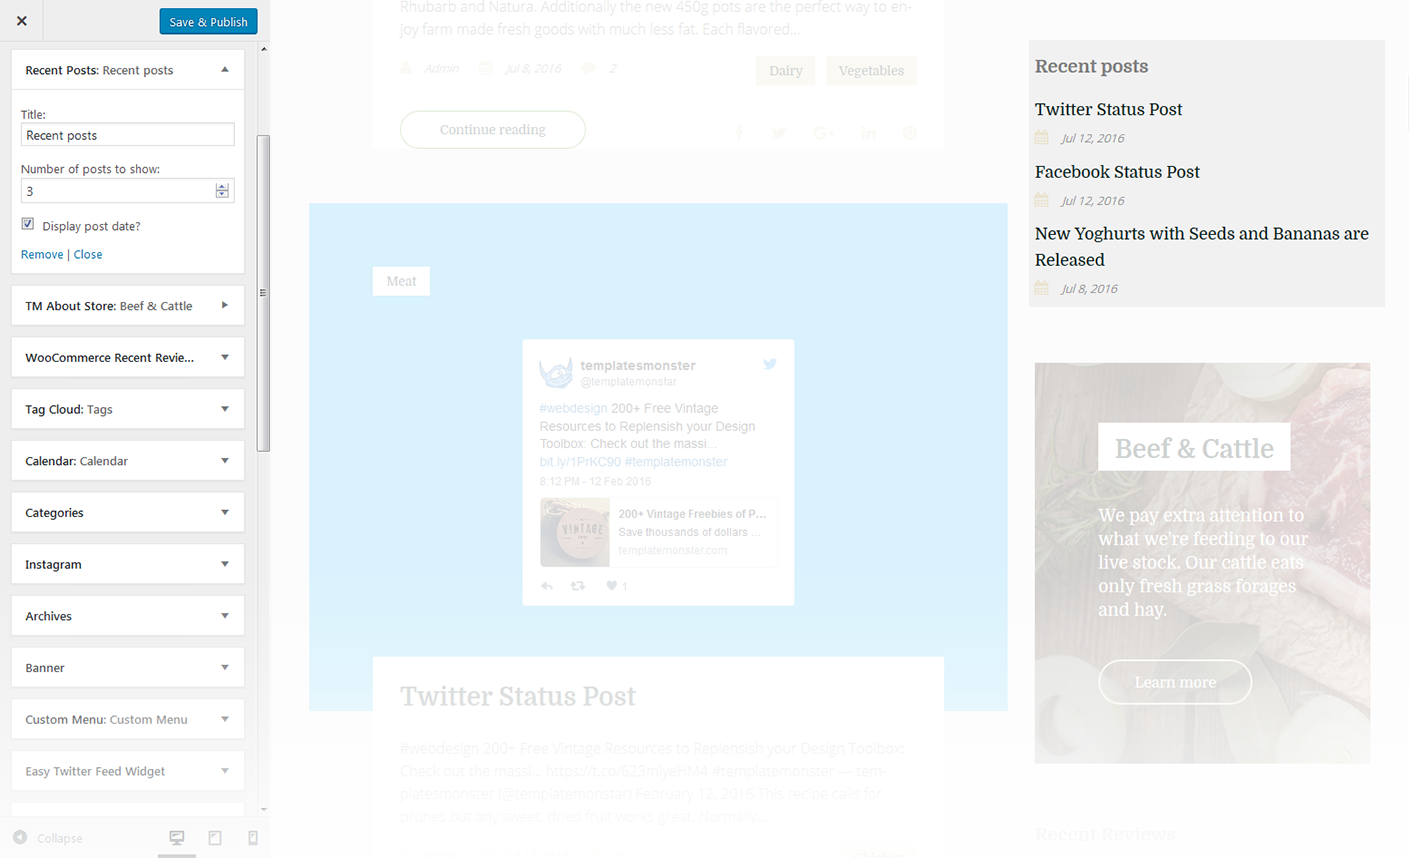 Save & Publish
Recent Posts: Recent posts
Title:
Recent posts
Number of posts to show:
3
Display post date?
Remove | Close
TM About Store: Beef & Cattle
WooCommerce Recent Revie...
Tag Cloud: Tags
Calendar: Calendar
Categories
Instagram
Archives
Banner
Custom Menu: Custom Menu
Easy Twitter Feed Widget
Collapse
Rhubarb and Natura. Additionally the new 450g pots are the perfect way to en-
joy farm made fresh goods with much less fat. Each flavored...
Admin Jul 8, 2016 2
Dairy Vegetables
Continue reading
Meat
templatesmonster
@templatemonstar
#webdesign 200+ Free Vintage
Resources to Replensish your Design
Toolbox: Check out the massi...
bit.ly/1PrKC90 #templatemonster
8:12 PM - 12 Feb 2016
VINTAGE
200+ Vintage Freebies of P...
Save thousands of dollars ...
templatemonster.com
1
Twitter Status Post
#webdesign 200+ Free Vintage Resources to Replensish your Design Toolbox:
Check out the massi... https://t.co/623mlyeHM4 #templatemonster — tem-
platesmonster (@templatemonstar) February 12, 2016 This recipe calls for
prunes but any sweet, dried fruit works great. Normally...
Recent posts
Twitter Status Post
Jul 12, 2016
Facebook Status Post
Jul 12, 2016
New Yoghurts with Seeds and Bananas are
Released
Jul 8, 2016
Beef & Cattle
We pay extra attention to
what we're feeding to our
live stock. Our cattle eats
only fresh grass forages
and hay.
Learn more
Recent Reviews